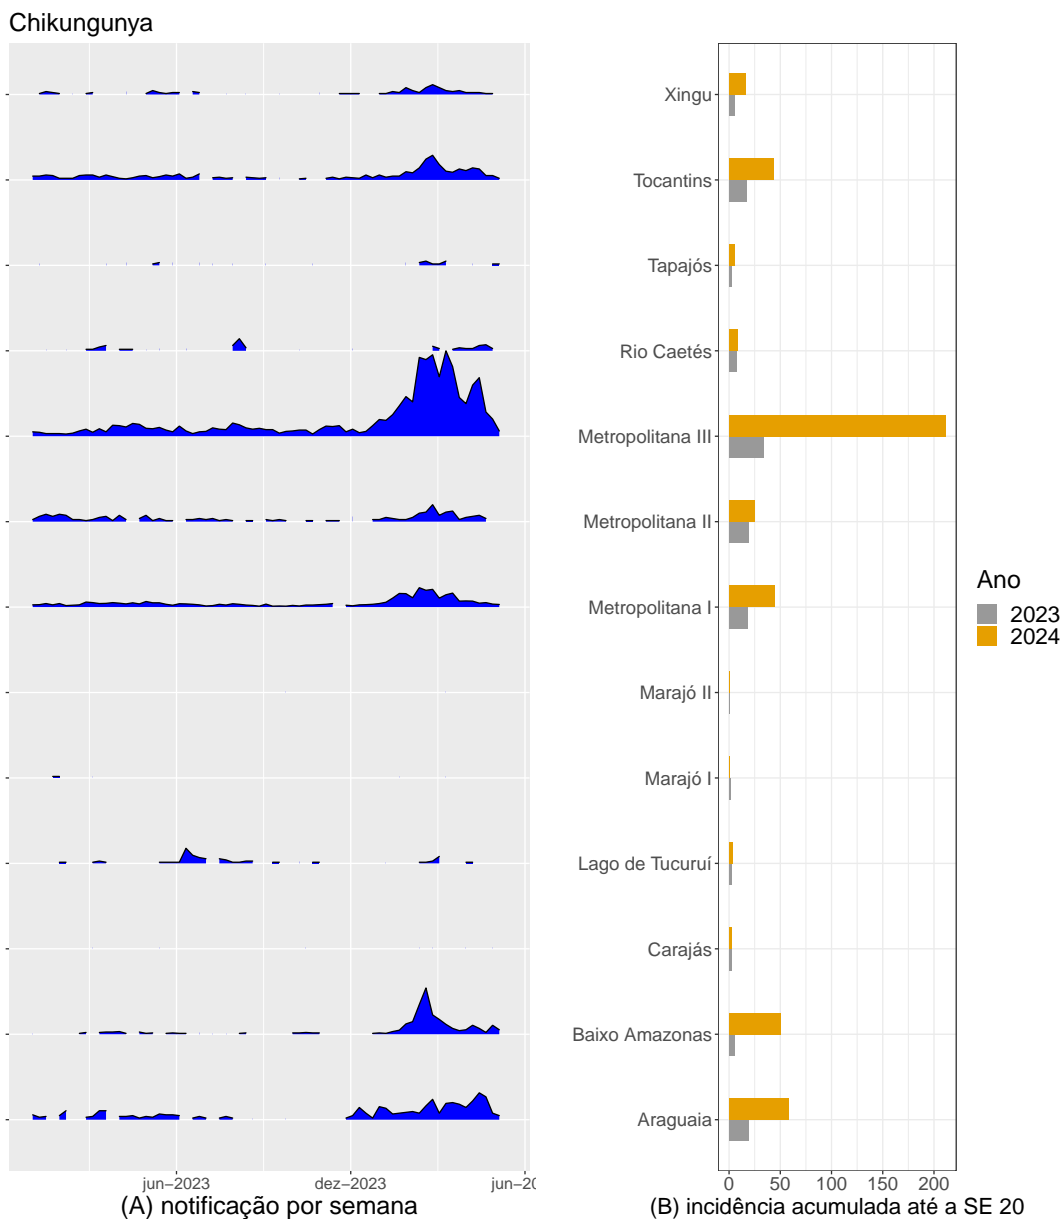 Chikungunya
Xingu
Tocantins
Tapajós
Rio Caetés
Metropolitana III
Metropolitana II
Metropolitana I
Marajó II
Marajó I
Lago de Tucuruí
Carajás
Baixo Amazonas
Araguaia
Ano
2023
2024
jun–2023
dez–2023
jun–20
0
50
100
150
200
(A) notificação por semana
(B) incidência acumulada até a SE 20